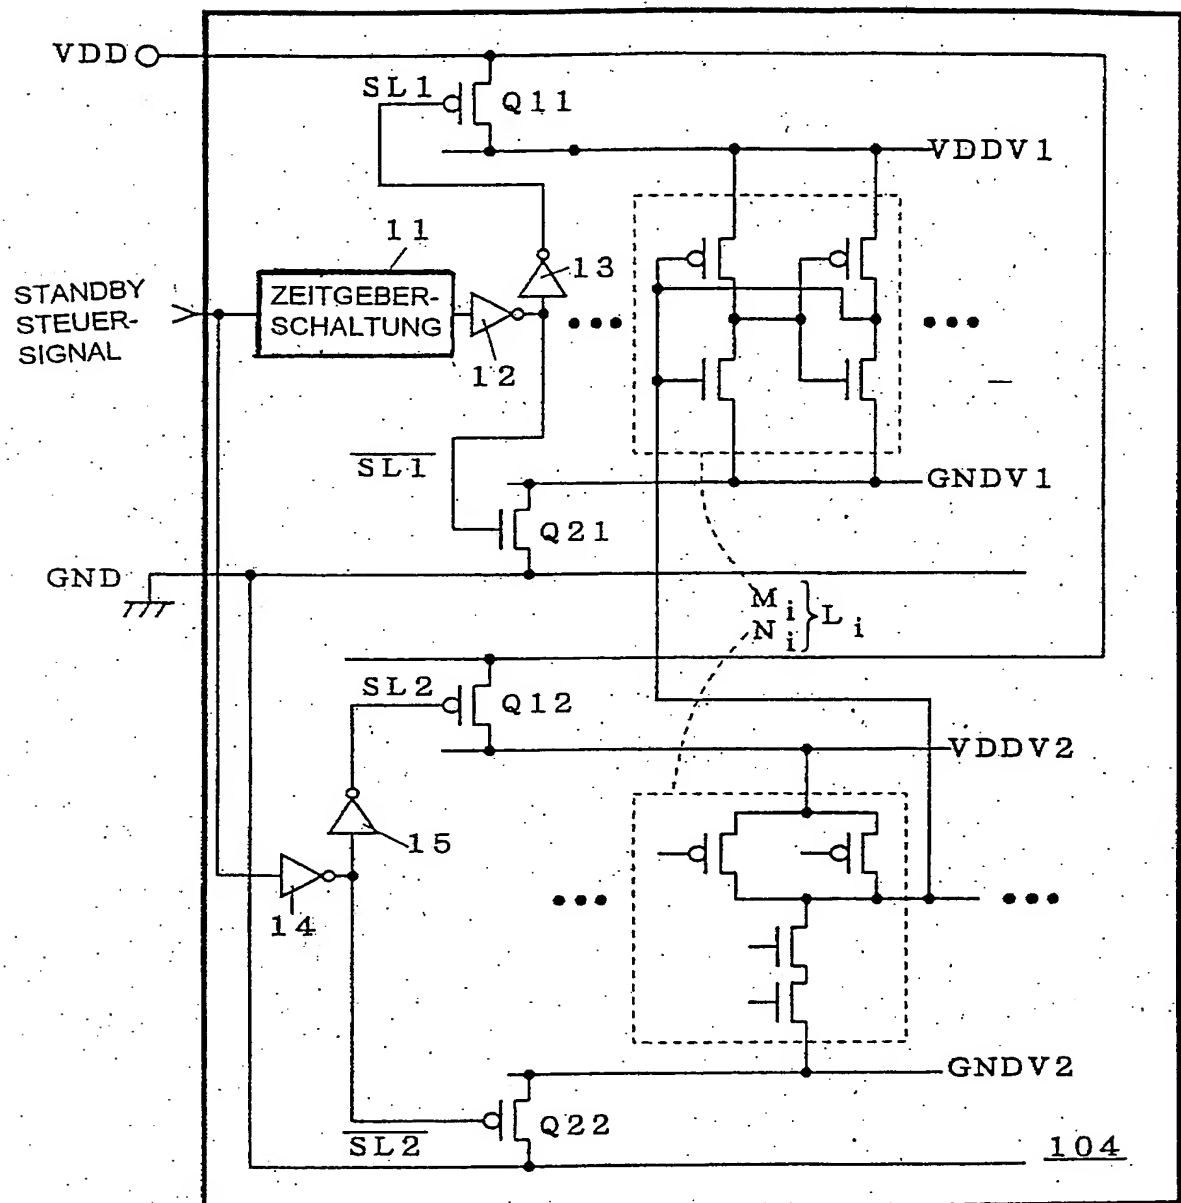 VDD
SL1
Q11
VDDV1
11
13
STANDBY
STEUER-
SIGNAL
ZEITGEBER-
SCHALTUNG
12
SL1
GNDV1
Q21
GND
M i
N i
L i
SL2
Q12
VDDV2
15
14
GNDV2
Q22
SL2
104